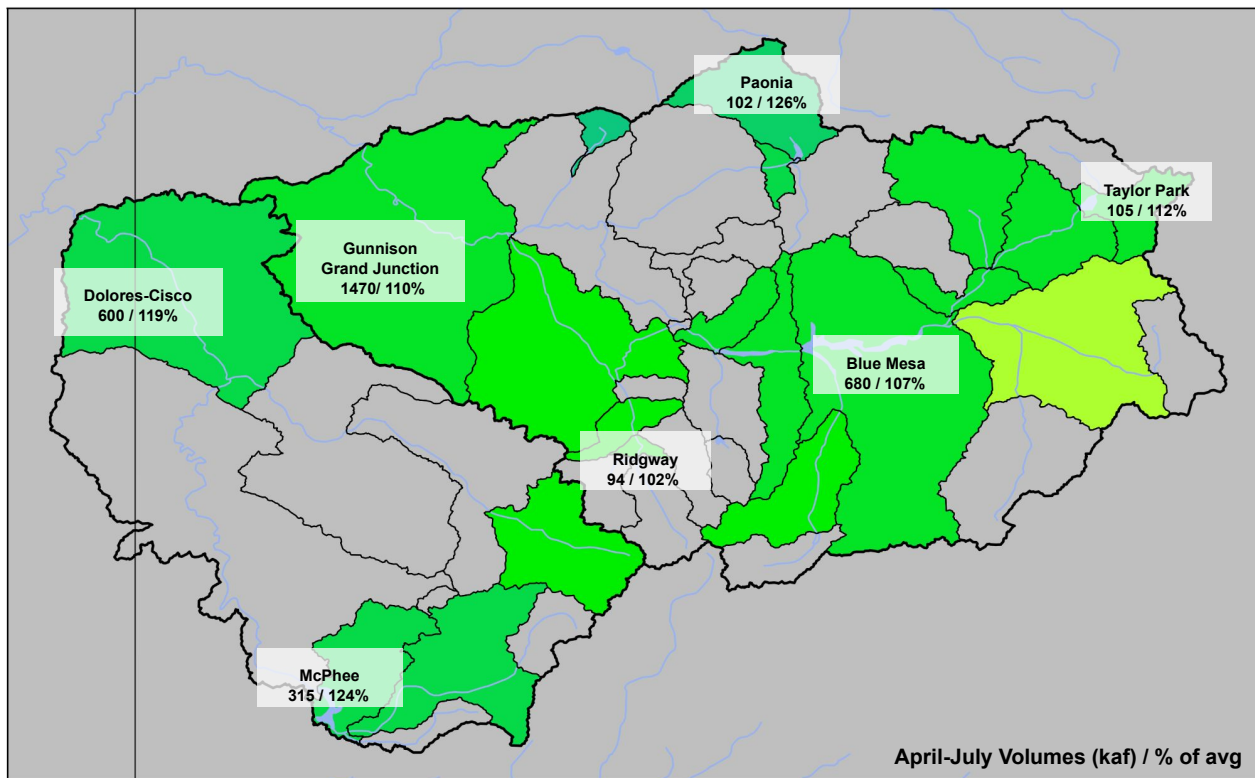 Paonia
102 / 126%
Taylor Park
105 / 112%
Gunnison
Grand Junction
1470/ 110%
Dolores-Cisco
600 / 119%
Blue Mesa
680 / 107%
Ridgway
94 / 102%
McPhee
315 / 124%
April-July Volumes (kaf) / % of avg